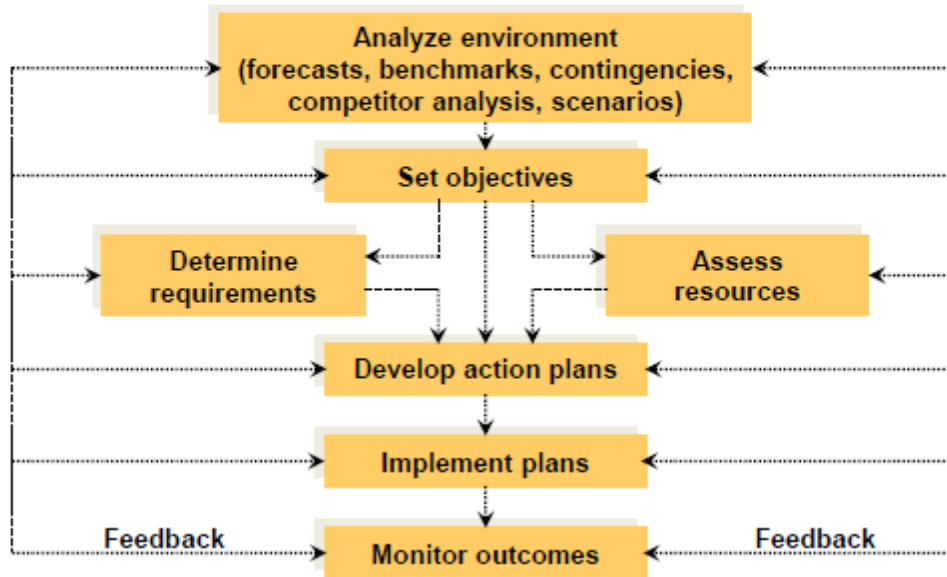 Analyze environment
(forecasts, benchmarks, contingencies,
competitor analysis, scenarios)
Set objectives
Determine
requirements
Assess
resources
Develop action plans
Implement plans
Feedback
Monitor outcomes
Feedback